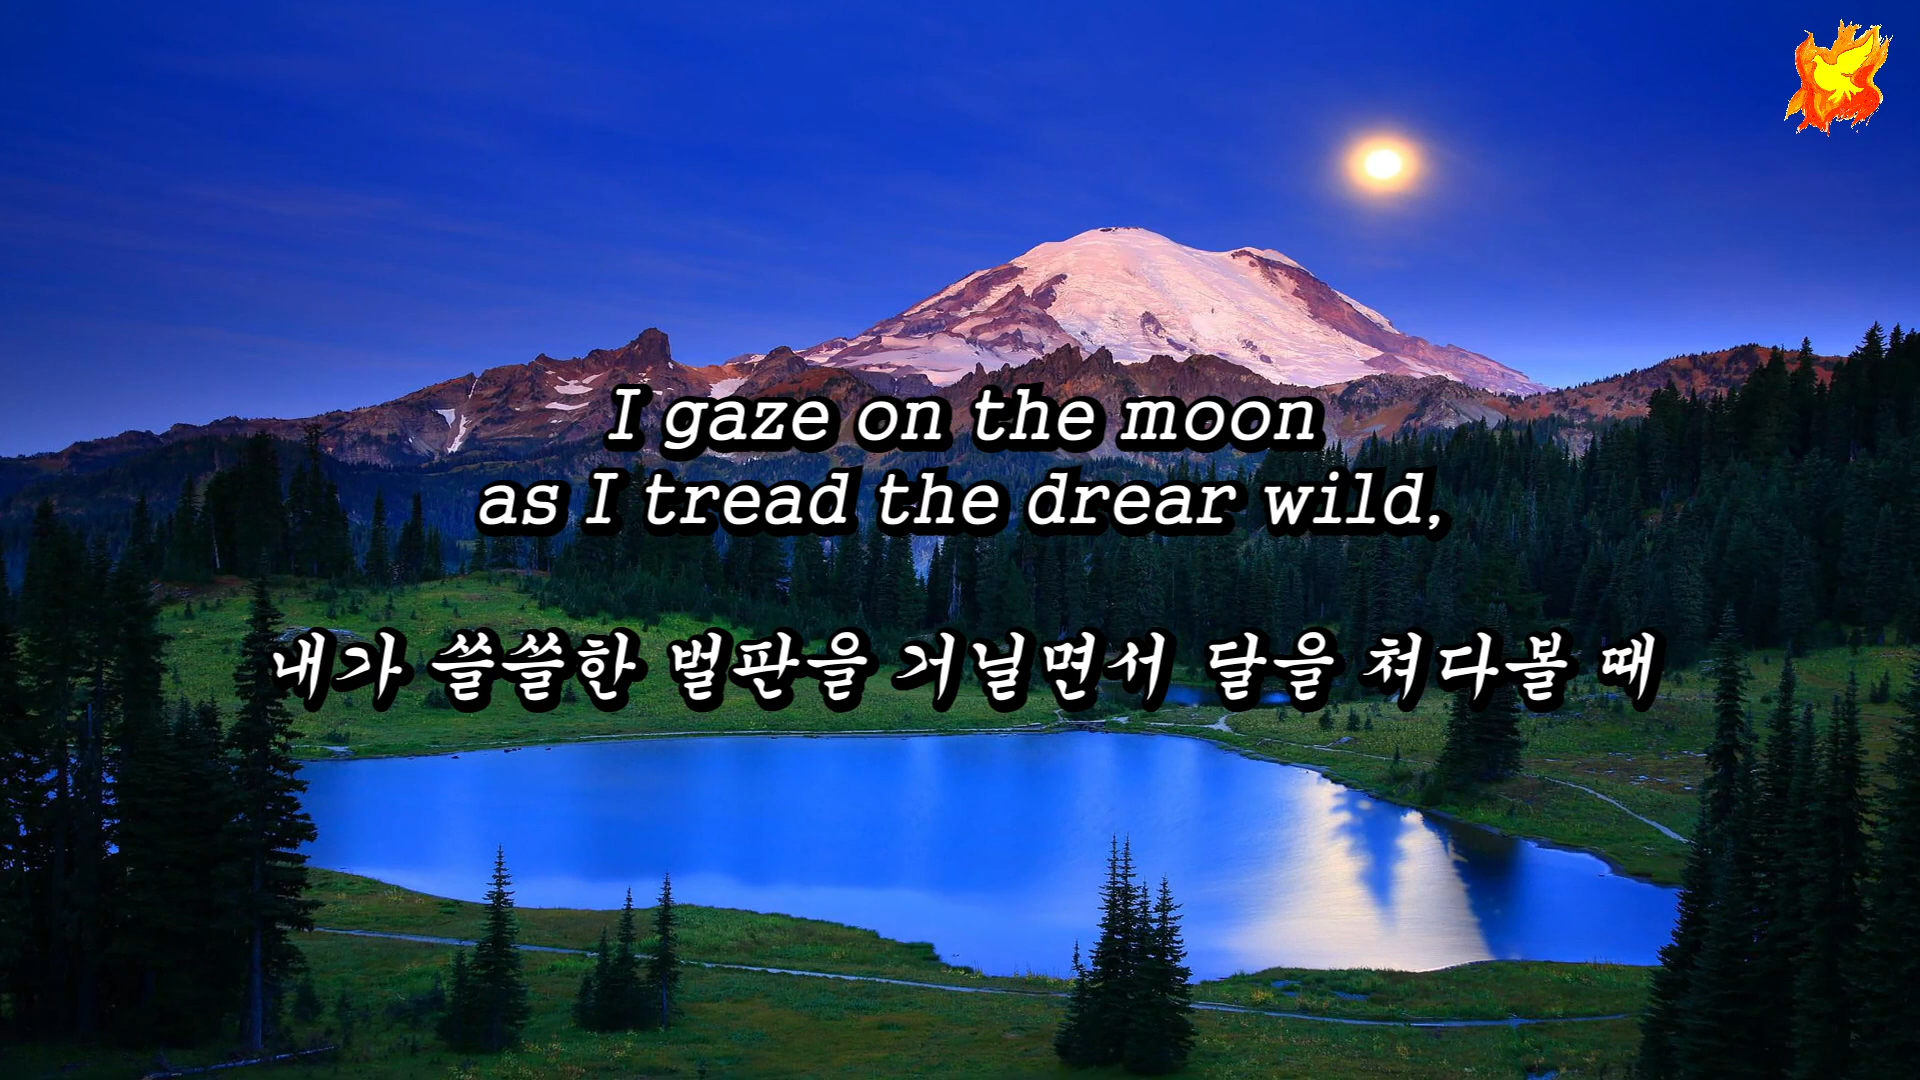 I gaze on the moon
as I tread the drear wild,
내가 쓸쓸한 벌판을 거닐면서 달을 쳐다볼 때